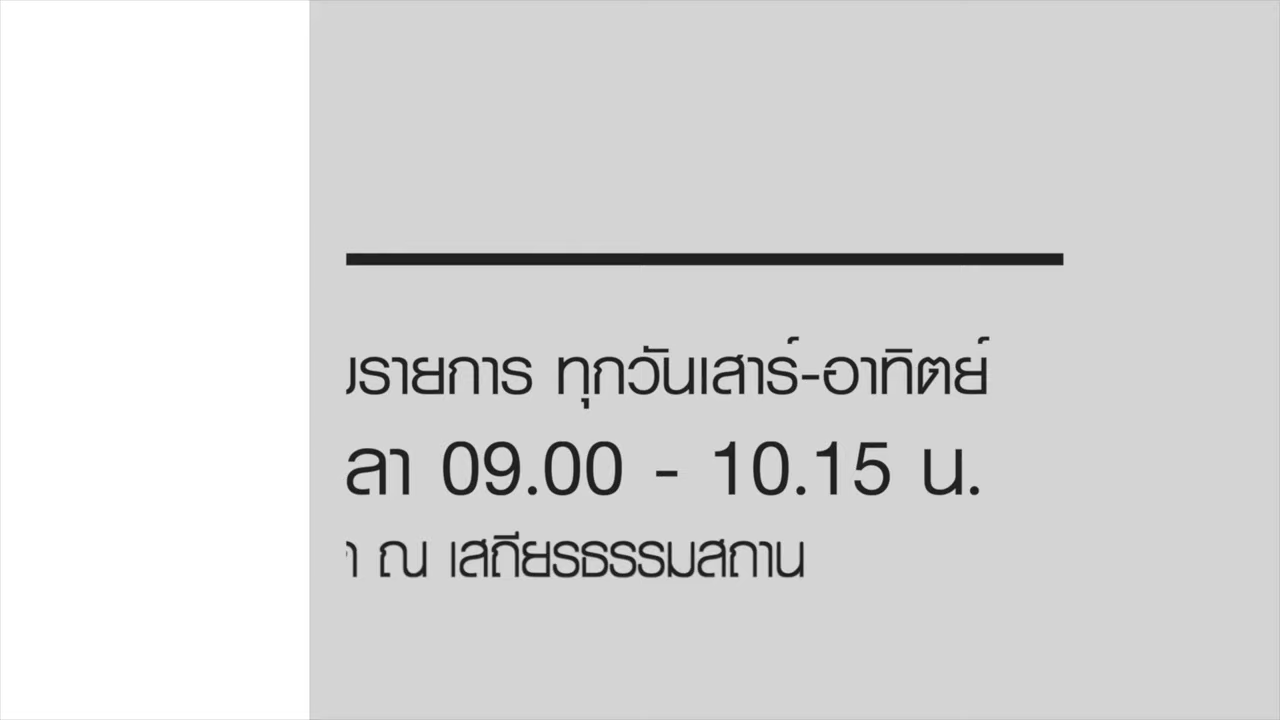 รายการ ทุกวันเสาร์-อาทิตย์
ลา 09.00 - 10.15 น.
ณ เสถียรธรรมสถาน